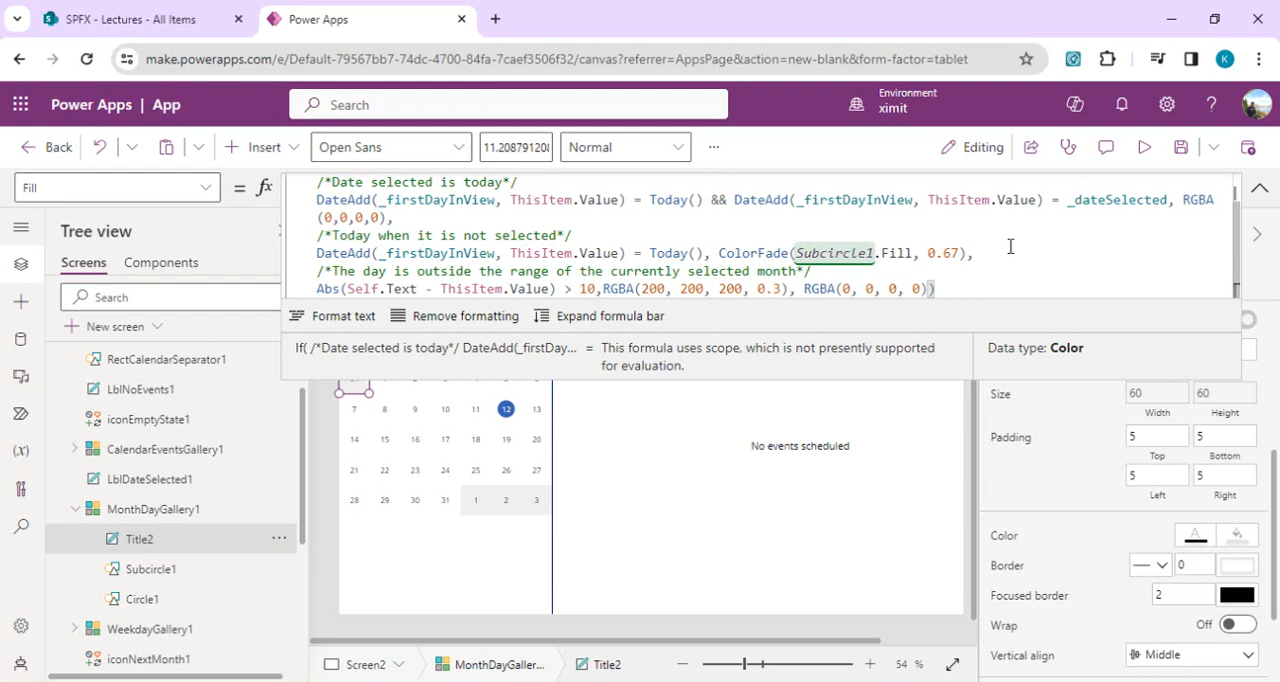 SPFX - Lectures - All Items
Power Apps
make.powerapps.com/e/Default-79567bb7-74dc-4700-84fa-7caef3506f32/canvas?referrer=AppsPage&action=new-blank&form-factor=tablet
K
Power Apps | App
Search
Environment
ximit
Back
Insert
Open Sans
11.20879120
Normal
Editing
Fill
= fx
/*Date selected is today*/
DateAdd(_firstDayInView, ThisItem.Value) = Today() && DateAdd(_firstDayInView, ThisItem.Value) = _dateSelected, RGBA
(0,0,0,0),
/*Today when it is not selected*/
DateAdd(_firstDayInView, ThisItem.Value) = Today(), ColorFade(Subcircle1.Fill, 0.67),
/*The day is outside the range of the currently selected month*/
Abs(Self.Text - ThisItem.Value) > 10,RGBA(200, 200, 200, 0.3), RGBA(0, 0, 0, 0))
Format text
Remove formatting
Expand formula bar
If( /*Date selected is today*/ DateAdd(_firstDay... = This formula uses scope, which is not presently supported
for evaluation.
Data type: Color
Tree view
Screens
Components
Search
New screen
RectCalendarSeparator1
LblNoEvents1
iconEmptyState1
CalendarEventsGallery1
LblDateSelected1
MonthDayGallery1
Title2
Subcircle1
Circle1
WeekdayGallery1
iconNextMonth1
7 8 9 10 11 12 13
14 15 16 17 18 19 20
21 22 23 24 25 26 27
28 29 30 31 1 2 3
No events scheduled
Size
60
60
Width
Height
Padding
5
5
Top
Bottom
5
5
Left
Right
Color
Border
0
Focused border
2
Wrap
Off
Vertical align
Middle
Screen2
MonthDayGaller...
Title2
54 %